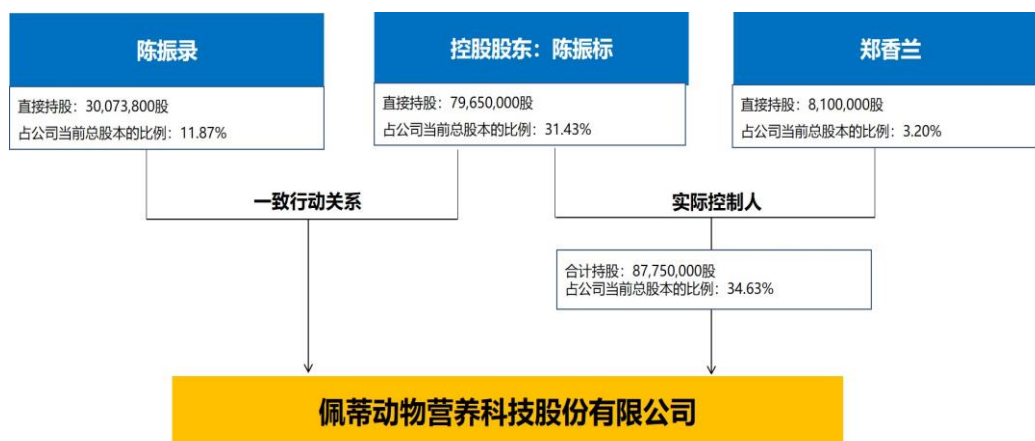 陈振录
直接持股：30,073,800股
占公司当前总股本的比例：11.87%
控股股东：陈振标
直接持股：79,650,000股
占公司当前总股本的比例：31.43%
郑香兰
直接持股：8,100,000股
占公司当前总股本的比例：3.20%
一致行动关系
实际控制人
合计持股：87,750,000股
占公司当前总股本的比例：34.63%
佩蒂动物营养科技股份有限公司